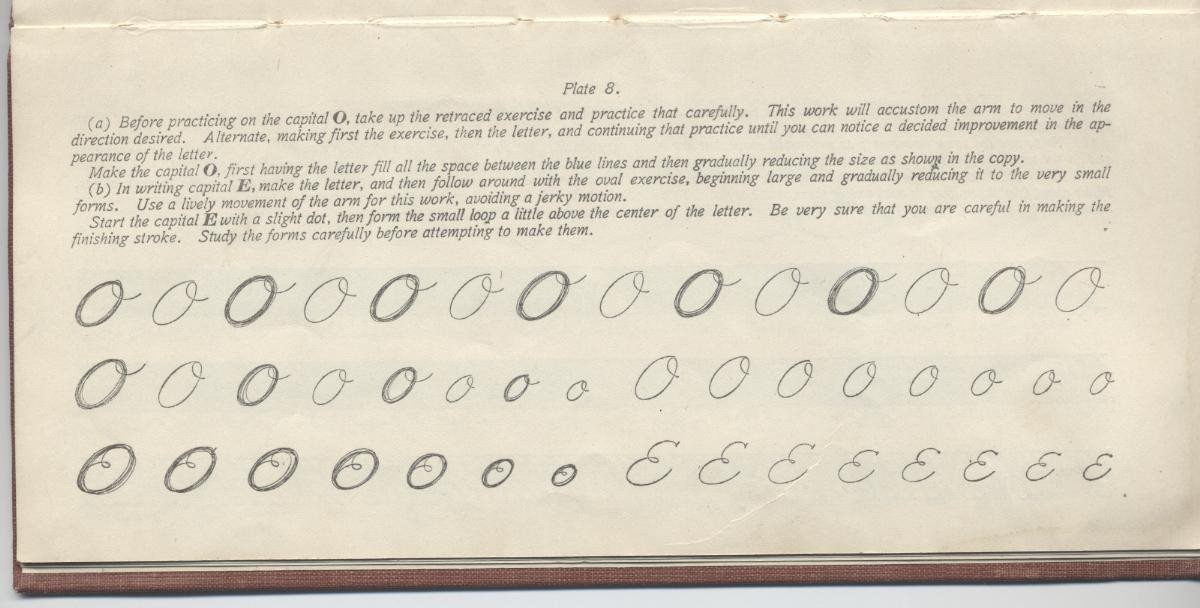 Plate 8.
(a) Before practicing on the capital O, take up the retraced exercise and practice that carefully. This work will accustom the arm to move in the
direction desired. Alternate, making first the exercise, then the letter, and continuing that practice until you can notice a decided improvement in the ap-
pearance of the letter.
Make the capital O, first having the letter fill all the space between the blue lines and then gradually reducing the size as shown in the copy.
(b) In writing capital E, make the letter, and then follow around with the oval exercise, beginning large and gradually reducing it to the very small
forms. Use a lively movement of the arm for this work, avoiding a jerky motion.
Start the capital E with a slight dot, then form the small loop a little above the center of the letter. Be very sure that you are careful in making the
finishing stroke. Study the forms carefully before attempting to make them.
O O O O O O O O O O O O O O
O O O O O O O O O O O O O O O O
E E E E E E E E E E E E E E E